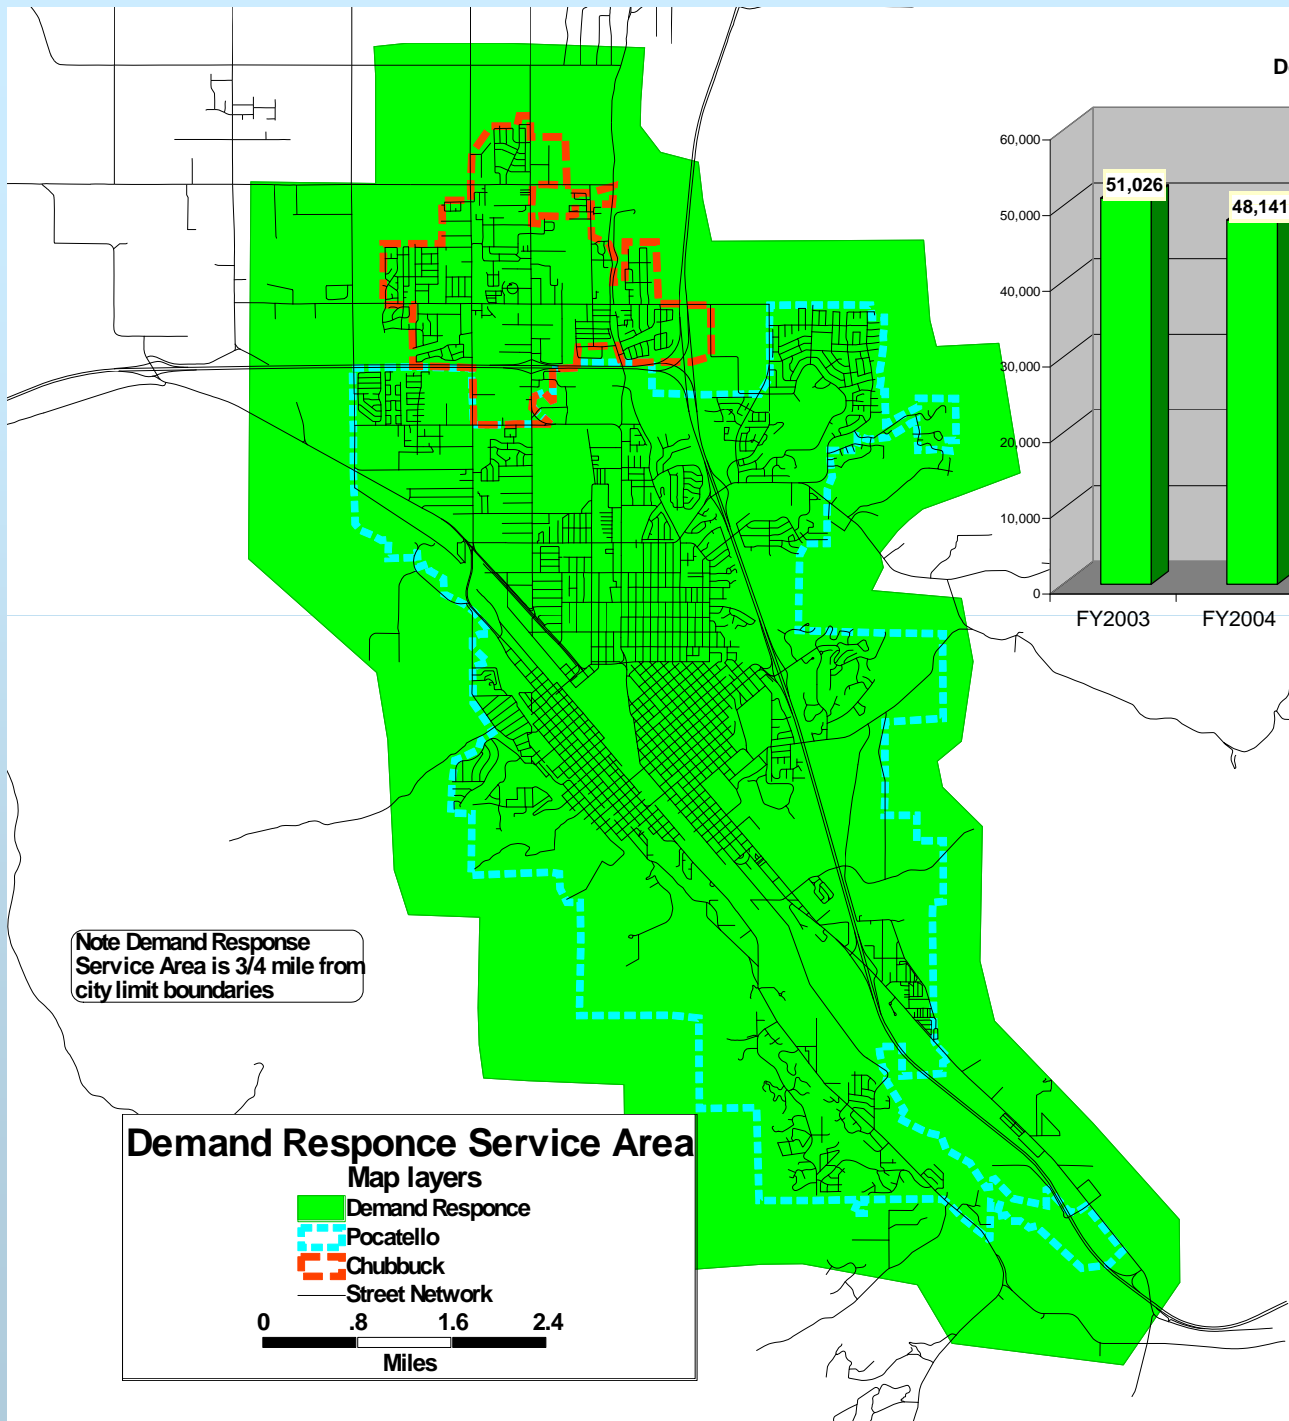 60,000
50,000
40,000
30,000
20,000
10,000
0
51,026
48,141
FY2003
FY2004
Note Demand Response
Service Area is 3/4 mile from
city limit boundaries
Demand Responce Service Area
Map layers
Demand Responce
Pocatello
Chubbuck
Street Network
0 .8 1.6 2.4
Miles